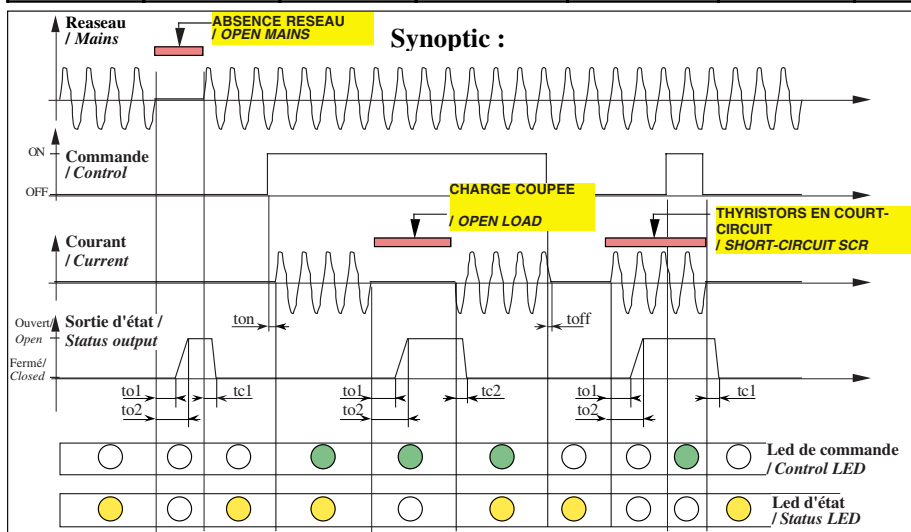 Reaseau
/ Mains
ABSENCE RESEAU
/ OPEN MAINS
Synoptic :
ON
OFF
Commande
/ Control
CHARGE COUPEE
/ OPEN LOAD
THYRISTORS EN COURT-
CIRCUIT
/ SHORT-CIRCUIT SCR
Courant
/ Current
ton
toff
Ouvert/
Open
Sortie d'état /
Status output
Fermé/
Closed
to1
tc1
to2
to1
tc2
to2
to1
tc1
to2
Led de commande
/ Control LED
Led d'état
/ Status LED